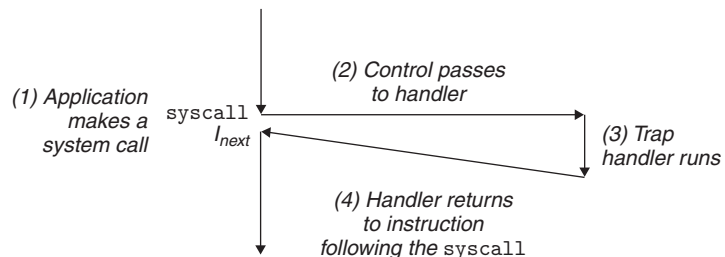 (1) Application
makes a
system call
syscall
Inext
(2) Control passes
to handler
(3) Trap
handler runs
(4) Handler returns
to instruction
following the syscall